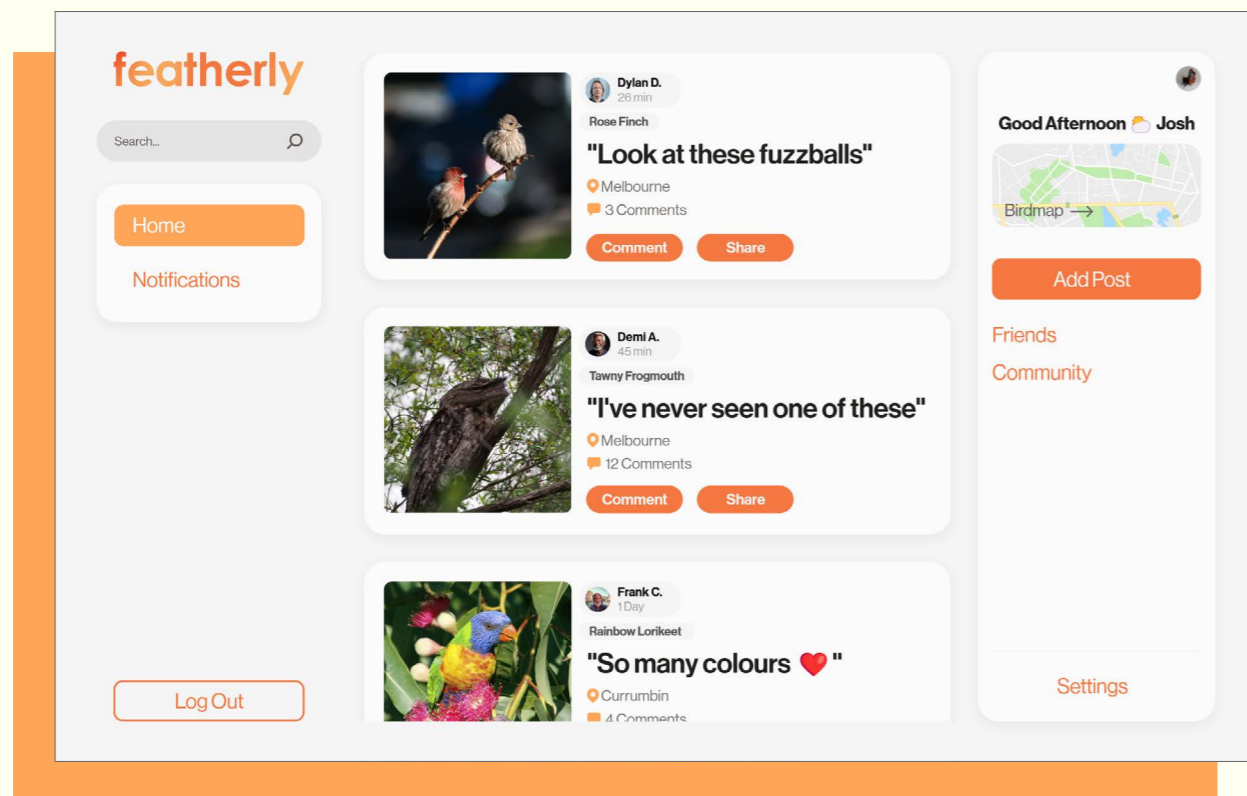 featherly
Search...
Home
Notifications
Log Out
Dylan D.
26 min
Rose Finch
"Look at these fuzzballs"
Melbourne
3 Comments
Comment Share
Demi A.
45 min
Tawny Frogmouth
"I've never seen one of these"
Melbourne
12 Comments
Comment Share
Frank C.
1 Day
Rainbow Lorikeet
"So many colours ❤️ "
Currumbin
4 Comments
Good Afternoon ⛅ Josh
Birdmap →
Add Post
Friends
Community
Settings